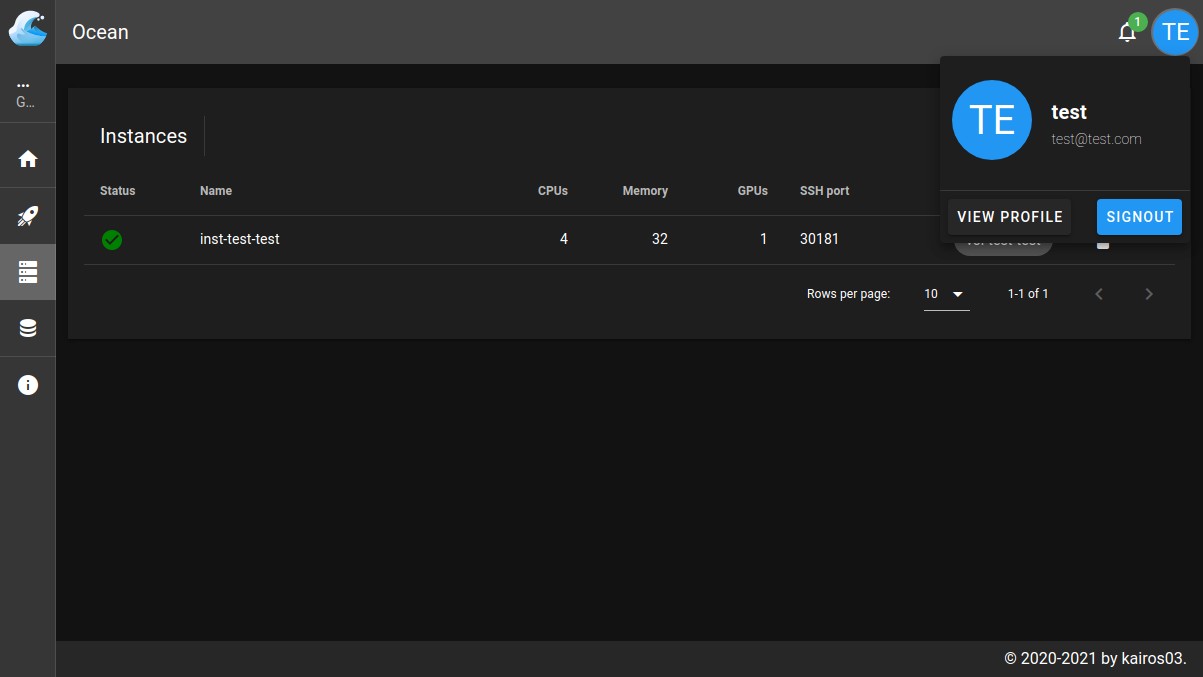 Ocean
1
TE
...
G...
TE
test
test@test.com
VIEW PROFILE
SIGNOUT
Instances
Status Name CPUs Memory GPUs SSH port
inst-test-test 4 32 1 30181
Rows per page: 10 1-1 of 1
© 2020-2021 by kairos03.